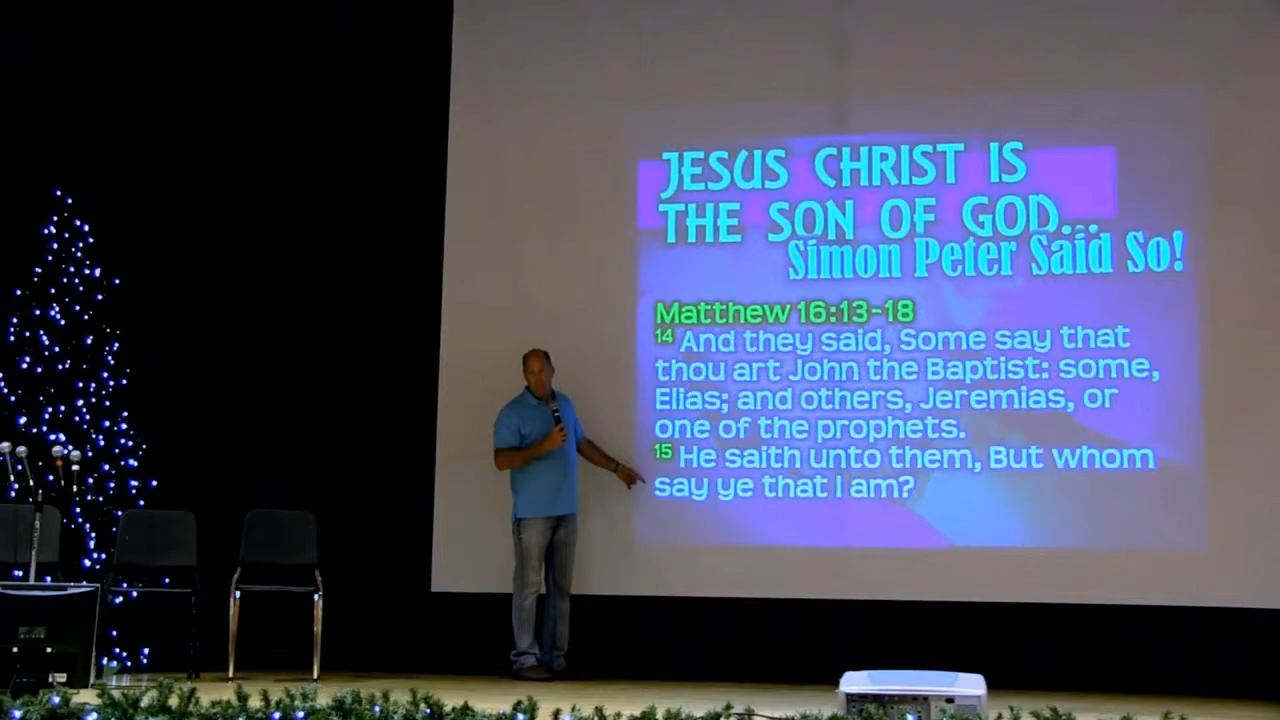 JESUS CHRIST IS
THE SON OF GOD...
Simon Peter Said So!
Matthew 16:13-18
14 And they said, Some say that
thou art John the Baptist: some,
Elias; and others, Jeremias, or
one of the prophets.
15 He saith unto them, But whom
say ye that I am?